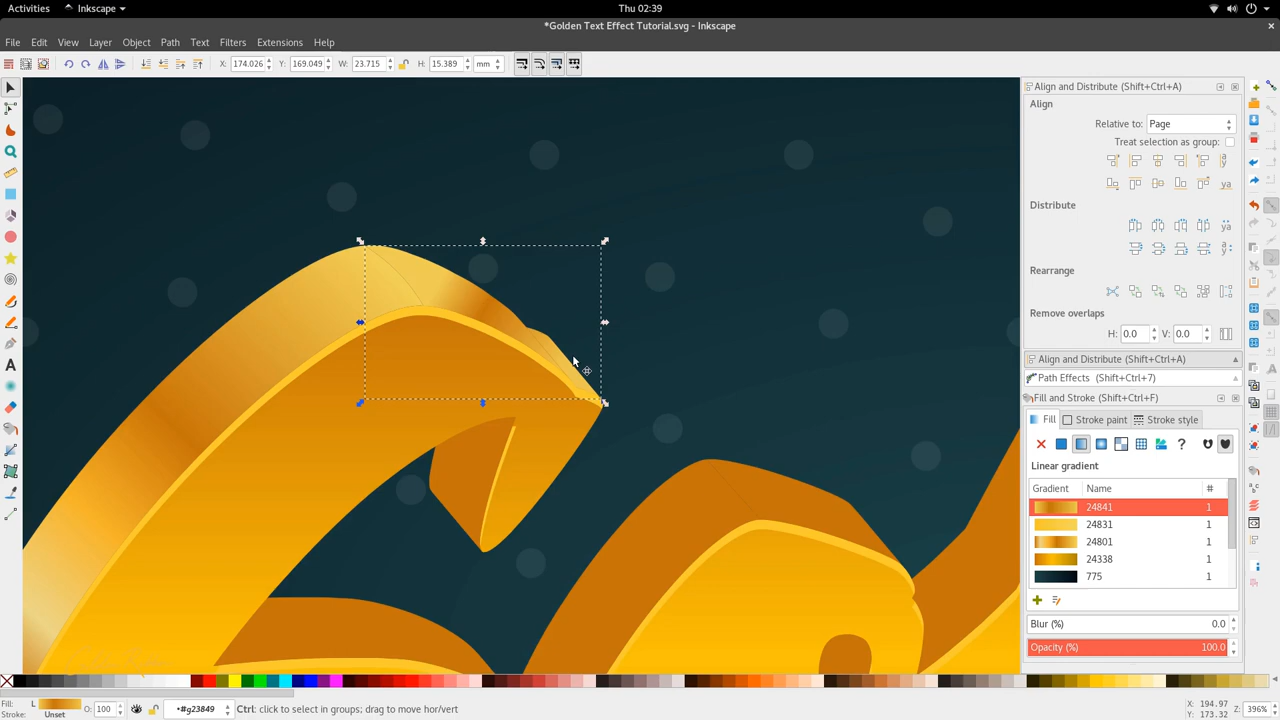 Activities
Inkscape
Thu 02:39
*Golden Text Effect Tutorial.svg - Inkscape
File Edit View Layer Object Path Text Filters Extensions Help
X: 174.026 Y: 169.049 W: 23.715 H: 15.389 mm
Align and Distribute (Shift+Ctrl+A)
Align
Relative to: Page
Treat selection as group:
Distribute
Rearrange
Remove overlaps
H: 0.0 V: 0.0
Align and Distribute (Shift+Ctrl+A)
Path Effects (Shift+Ctrl+7)
Fill and Stroke (Shift+Ctrl+F)
Fill Stroke paint Stroke style
Linear gradient
Gradient Name #
24841 1
24831 1
24801 1
24338 1
775 1
Blur (%) 0.0
Opacity (%) 100.0
Fill: L O: 100 •#g23849 Ctrl: click to select in groups; drag to move hor/vert X: 194.97 Z: 396%
Stroke: Unset Y: 173.32